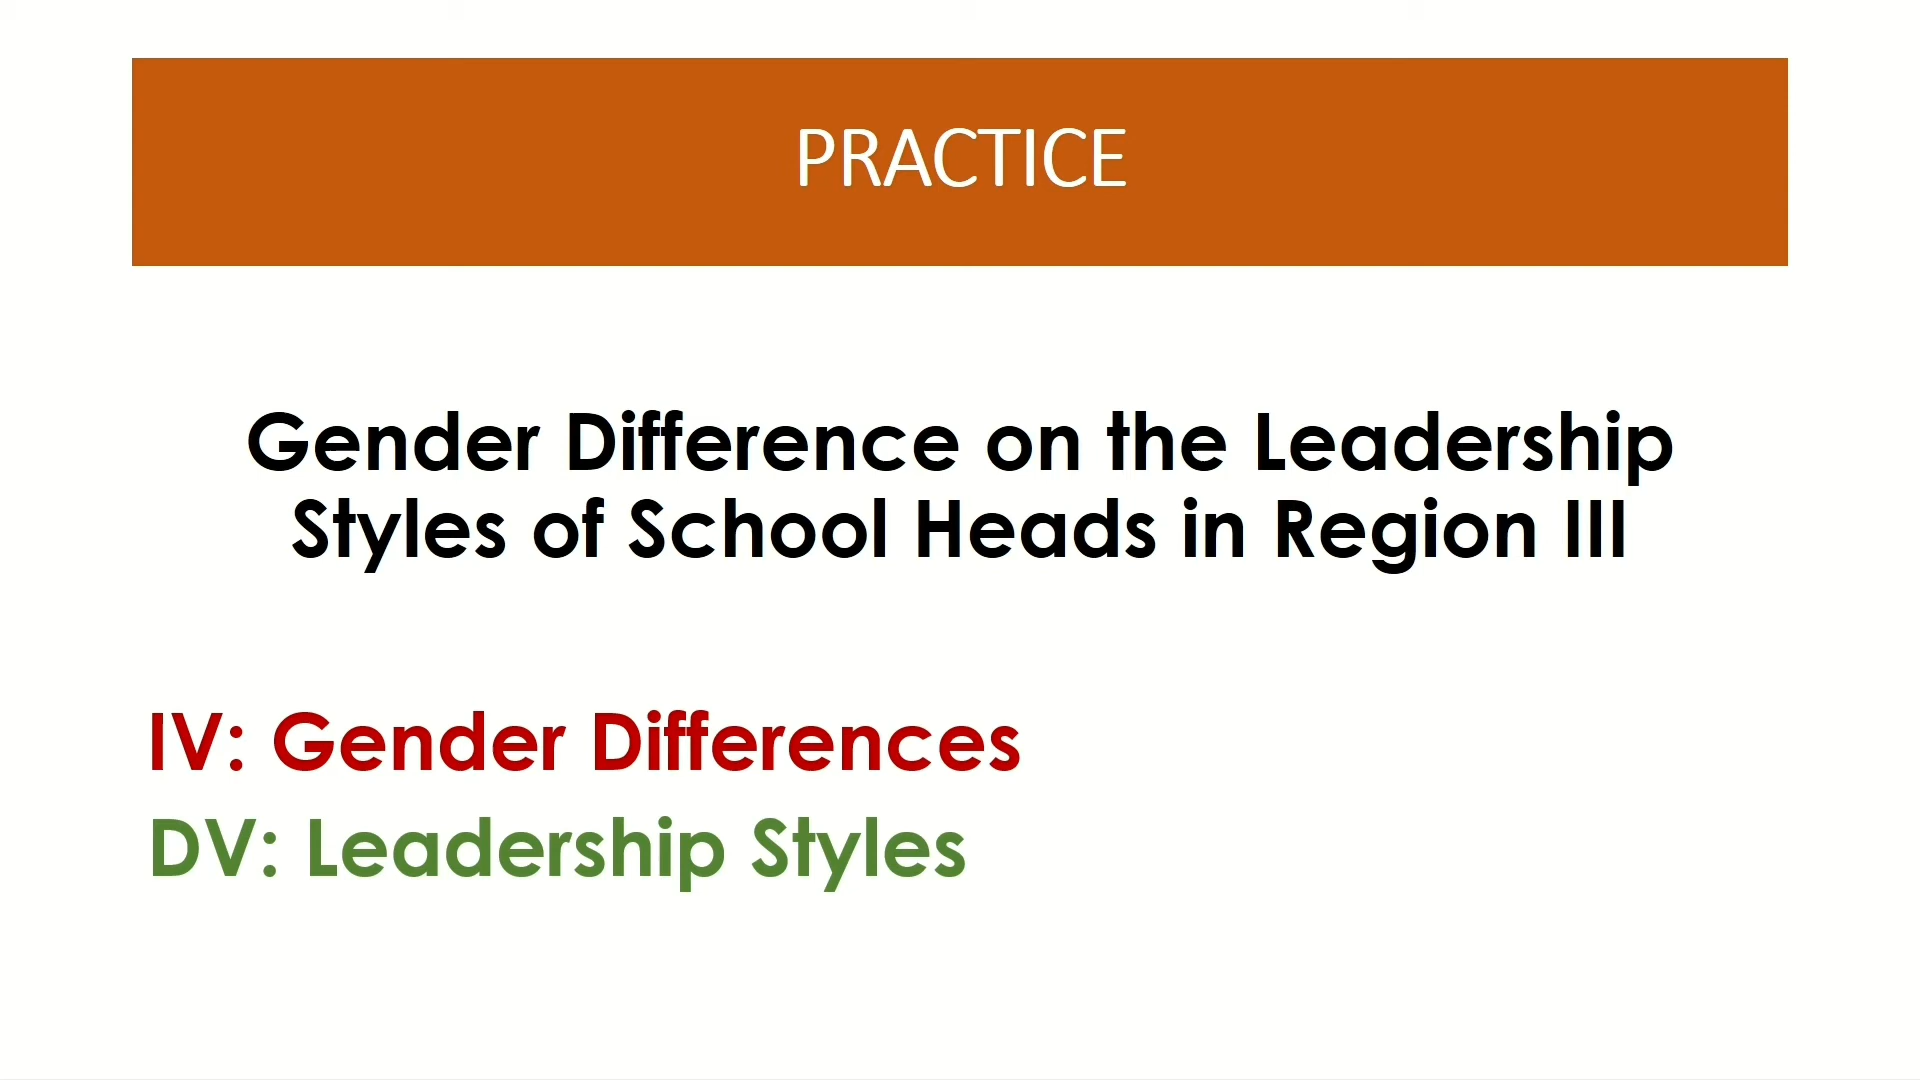 PRACTICE
Gender Difference on the Leadership
Styles of School Heads in Region III
IV: Gender Differences
DV: Leadership Styles